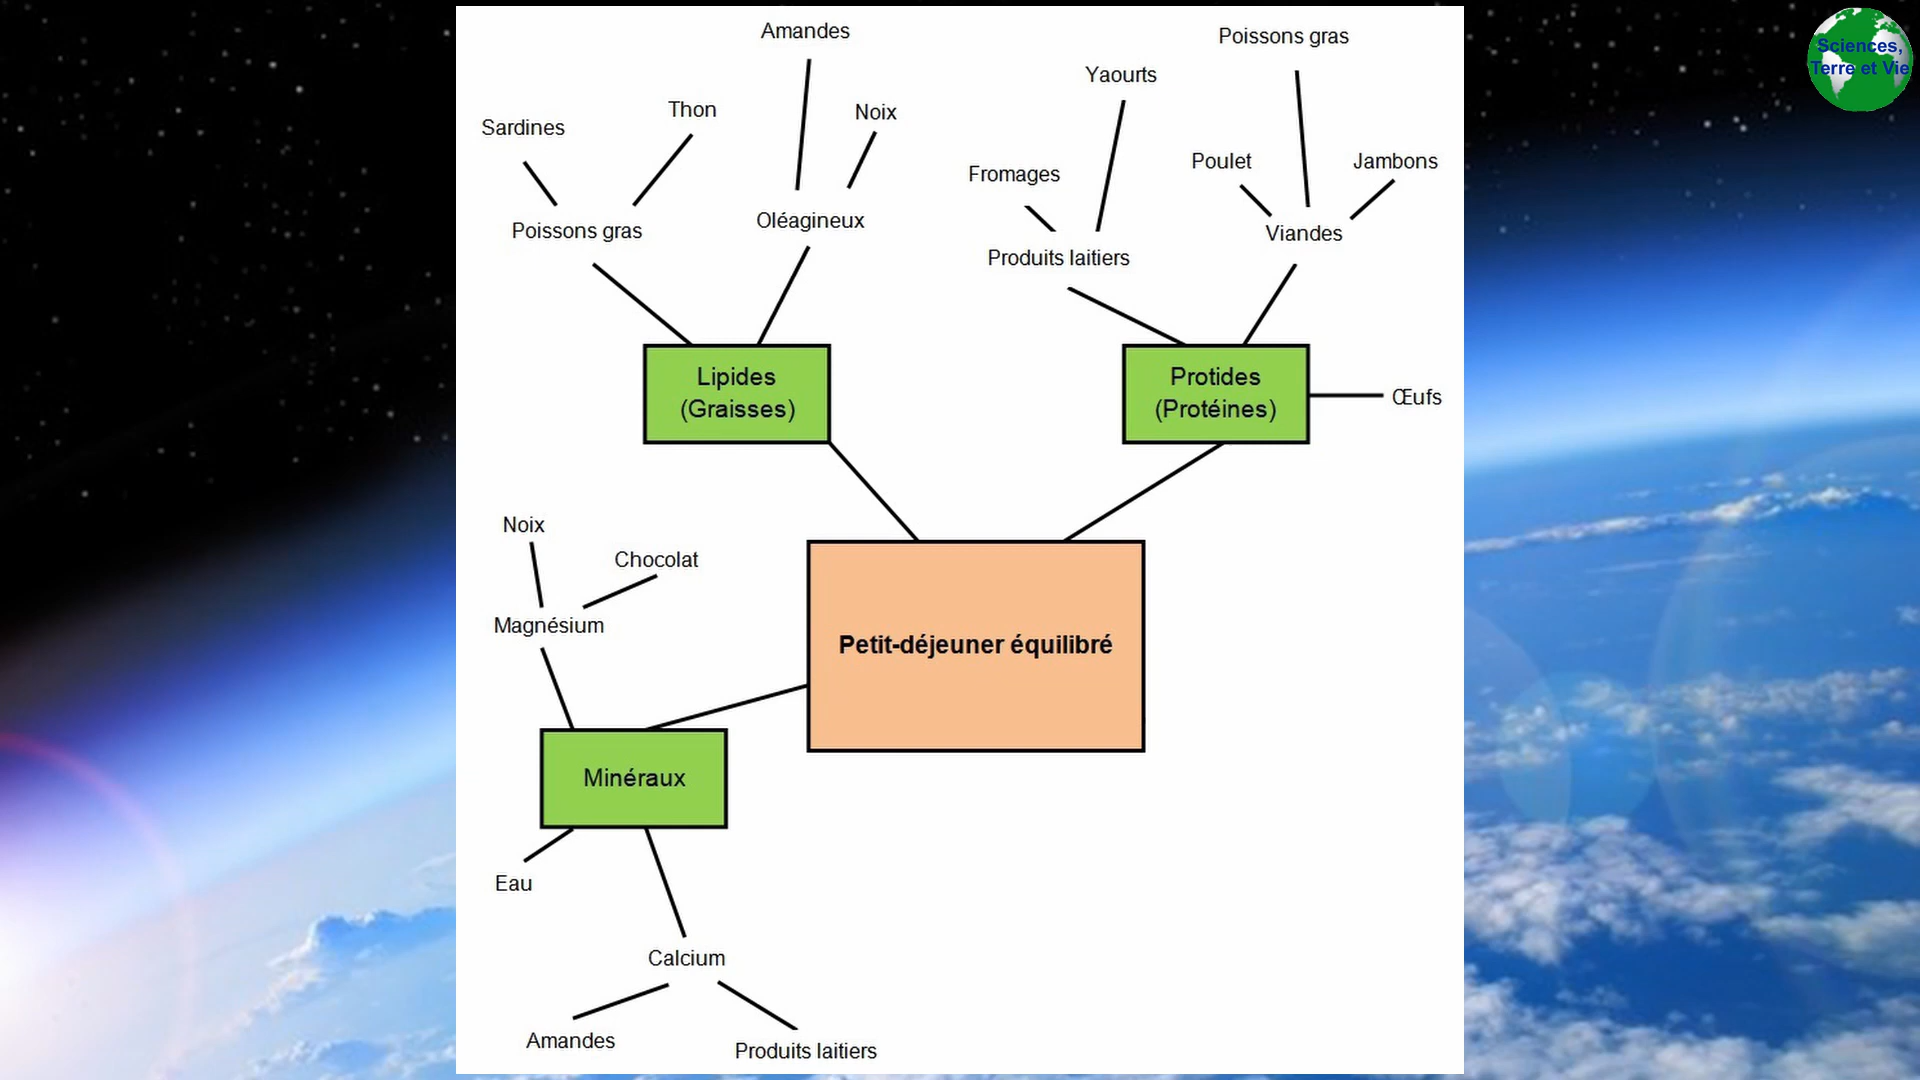 Amandes
Poissons gras
Sciences,
Terre et Vie
Yaourts
Thon
Noix
Sardines
Fromages
Poulet
Jambons
Poissons gras
Oléagineux
Produits laitiers
Viandes
Lipides
(Graisses)
Protides
(Protéines)
Œufs
Noix
Chocolat
Magnésium
Petit-déjeuner équilibré
Minéraux
Eau
Calcium
Amandes
Produits laitiers